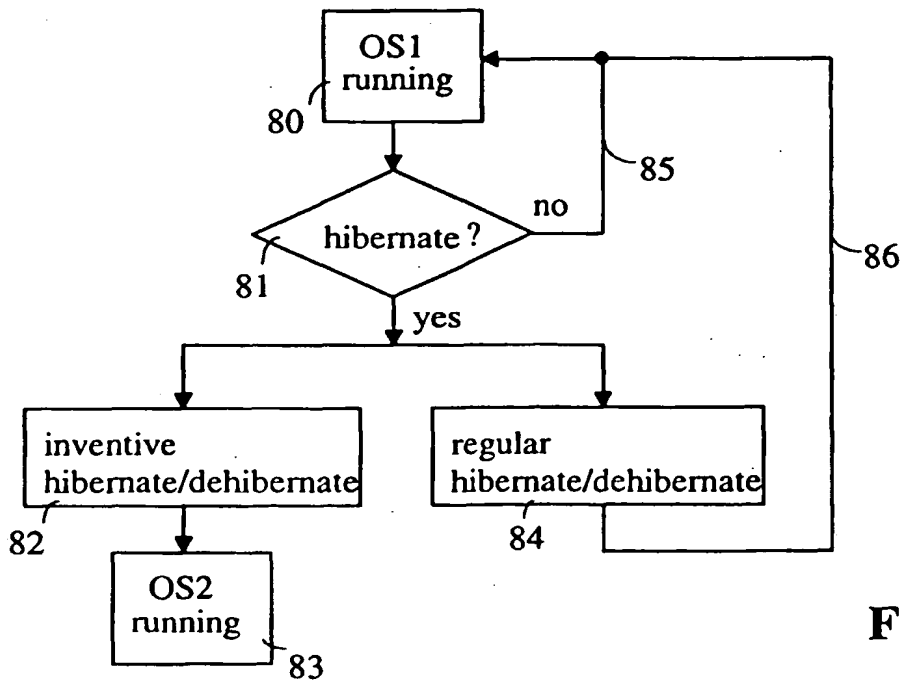 OS1
running
80
85
no
hibernate ?
81
86
yes
inventive
hibernate/dehibernate
regular
hibernate/dehibernate
82
84
OS2
running
83
F